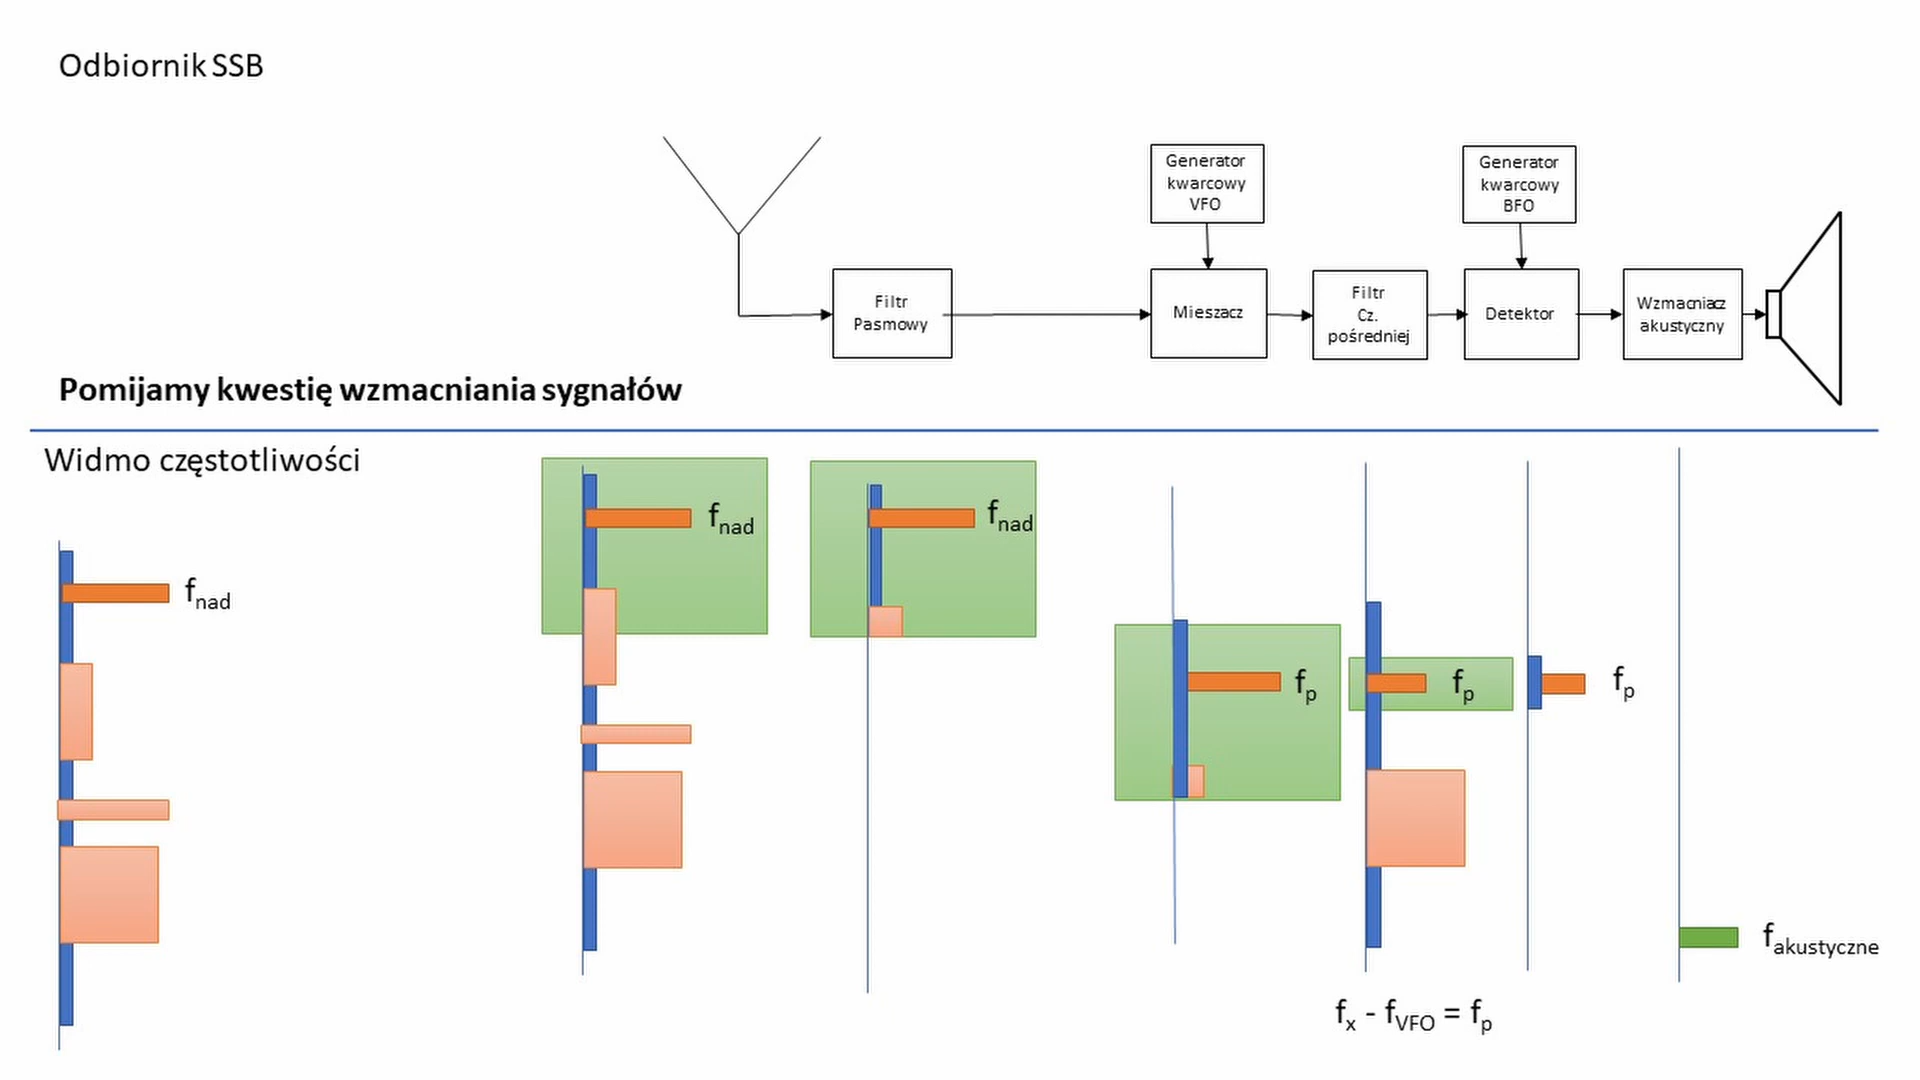 Odbiornik SSB
Generator
kwarcowy
VFO
Generator
kwarcowy
BFO
Filtr
Pasmowy
Mieszacz
Filtr
Cz.
pośredniej
Detektor
Wzmacniacz
akustyczny
Pomijamy kwestię wzmacniania sygnałów
Widmo częstotliwości
fnad
fnad
fnad
fp
fp
fp
fakustyczne
fx - fVFO = fp